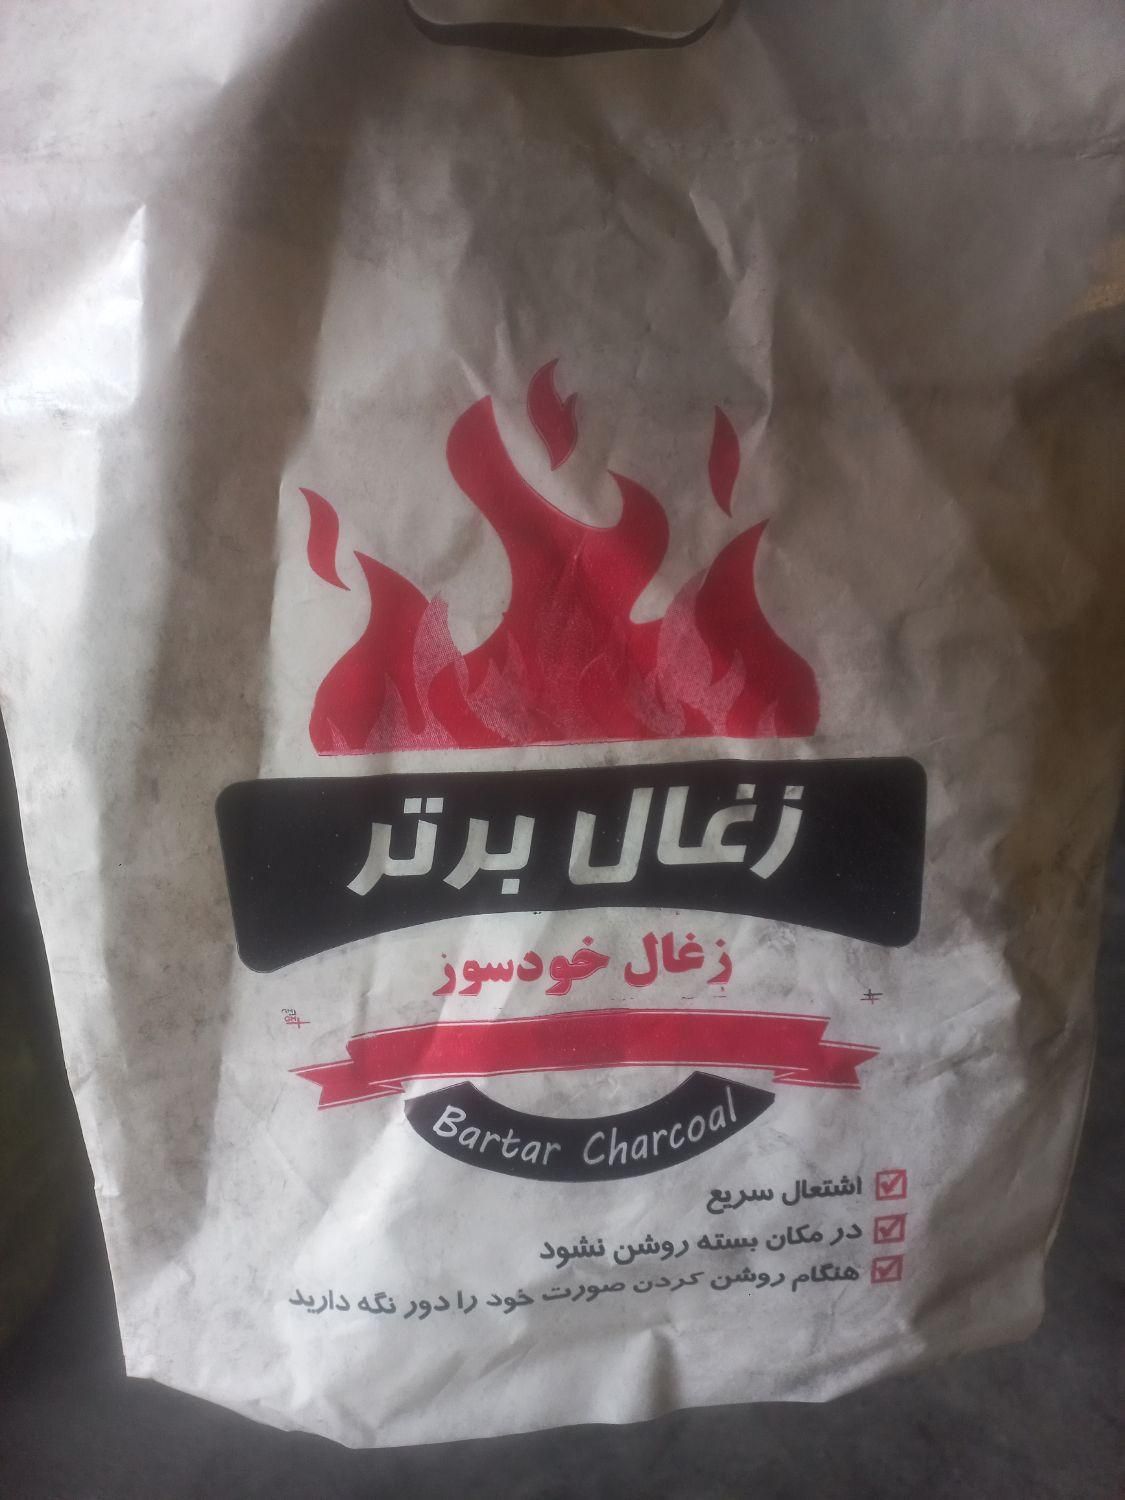 زغال برتر
زغال خودسوز
Bartar Charcoal
اشتعال سریع
در مکان بسته روشن نشود
هنگام روشن کردن صورت خود را دور نگه دارید